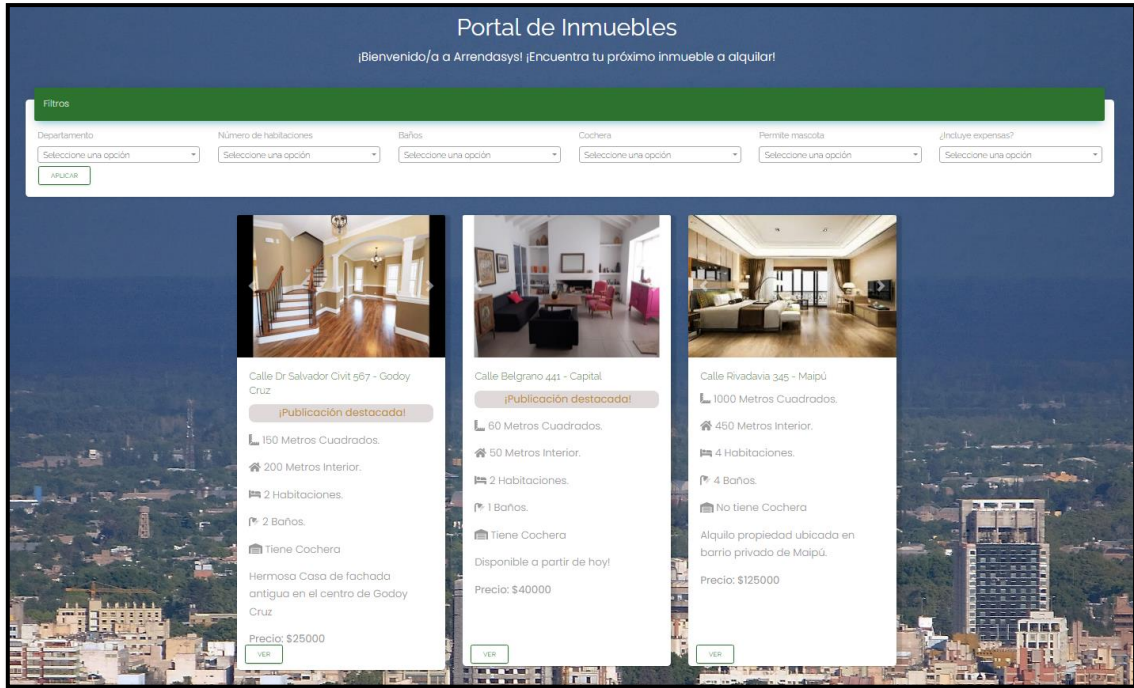 Portal de Inmuebles
¡Bienvenido/a a Arrendasys! ¡Encuentra tu próximo inmueble a alquilar!
Filtros
Departamento
Seleccione una opción
Número de habitaciones
Seleccione una opción
Baños
Seleccione una opción
Cochera
Seleccione una opción
Permite mascota
Seleccione una opción
¿Incluye expensas?
Seleccione una opción
APLICAR
Calle Dr Salvador Civit 567 - Godoy
Cruz
¡Publicación destacada!
150 Metros Cuadrados.
200 Metros Interior.
2 Habitaciones.
2 Baños.
Tiene Cochera
Hermosa Casa de fachada
antigua en el centro de Godoy
Cruz
Precio: $25000
VER
Calle Belgrano 441 - Capital
¡Publicación destacada!
60 Metros Cuadrados.
50 Metros Interior.
2 Habitaciones.
1 Baños.
Tiene Cochera
Disponible a partir de hoy!
Precio: $40000
VER
Calle Rivadavia 345 - Maipú
1000 Metros Cuadrados.
450 Metros Interior.
4 Habitaciones.
4 Baños.
No tiene Cochera
Alquilo propiedad ubicada en
barrio privado de Maipú.
Precio: $125000
VER